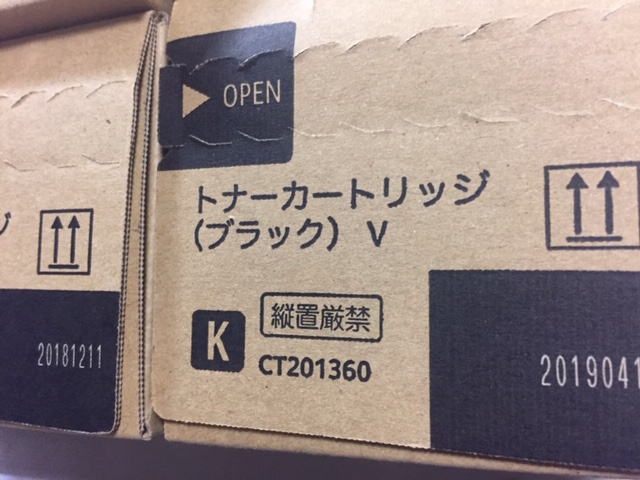 OPEN
トナーカートリッジ
(ブラック) V
K
縦置厳禁
CT201360
20181211